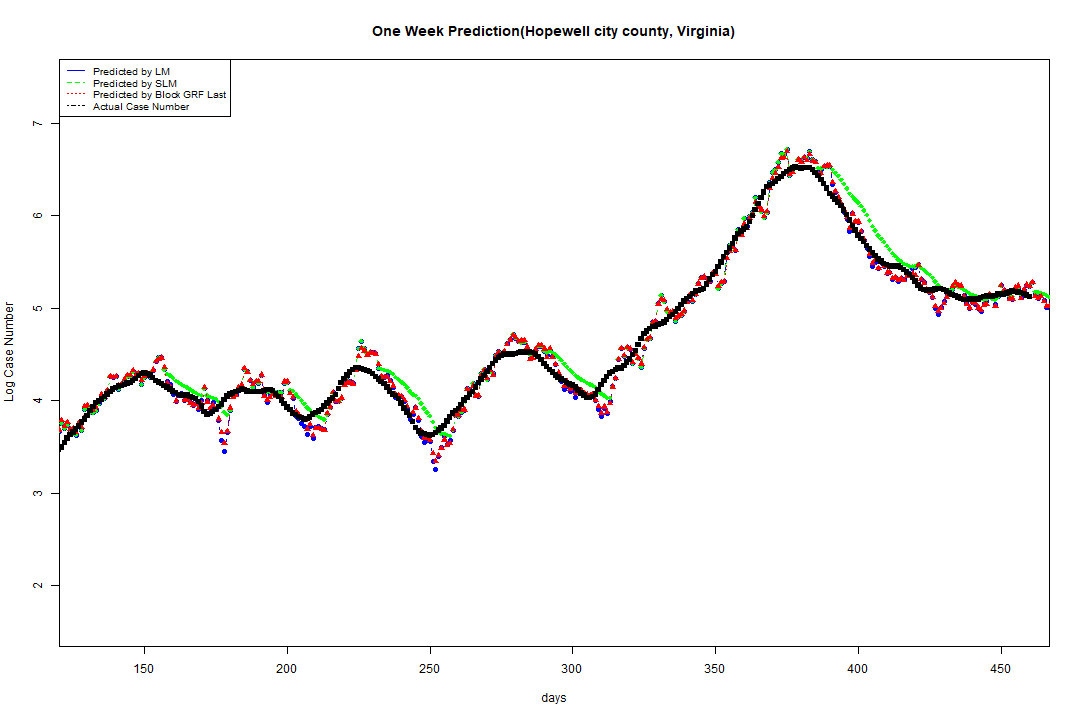 One Week Prediction(Hopewell city county, Virginia)
Predicted by LM
Predicted by SLM
Predicted by Block GRF Last
Actual Case Number
Log Case Number
7
6
5
4
3
2
150 200 250 300 350 400 450
days